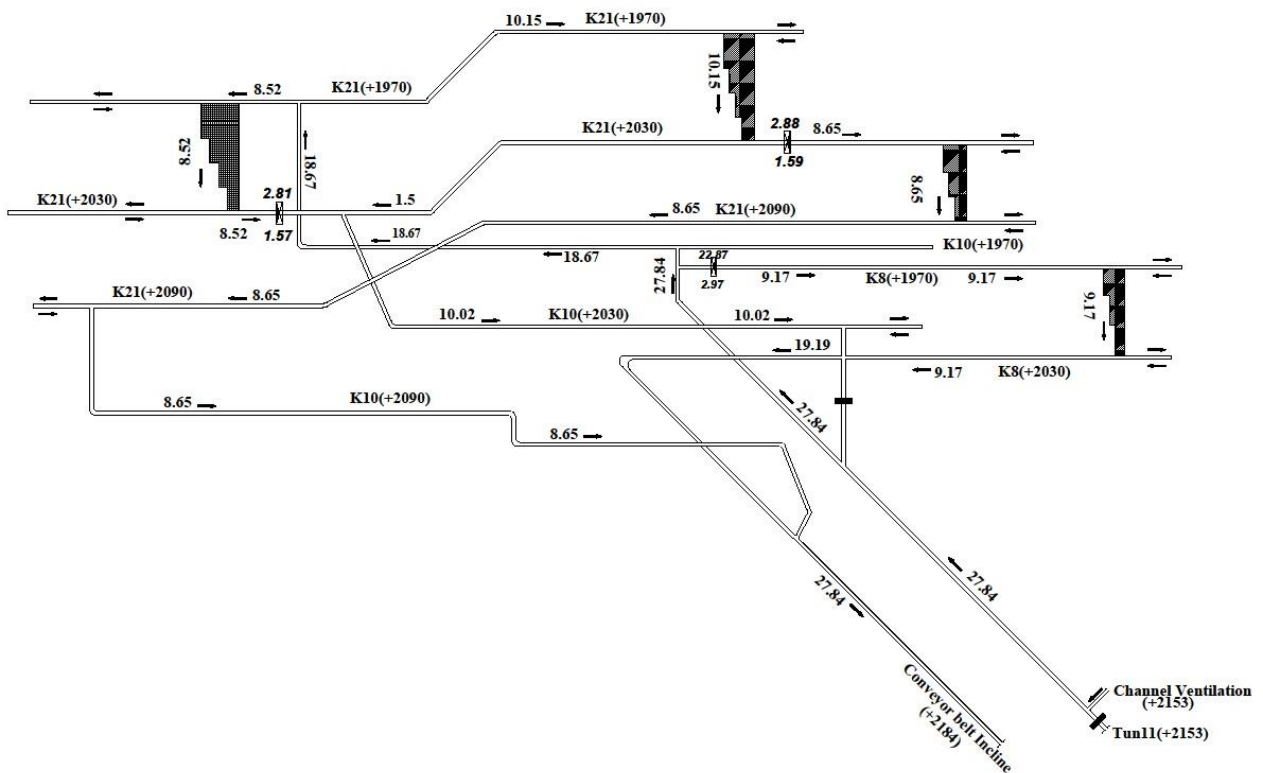 10.15
K21(+1970)
10.15
8.52
K21(+1970)
8.52
18.67
K21(+2030)
2.88
8.65
1.59
8.65
K21(+2030)
2.81
1.5
8.52
1.57
8.65
K21(+2090)
18.67
18.67
K10(+1970)
27.84
22.87
2.97
9.17
K8(+1970)
9.17
9.17
K21(+2090)
8.65
10.02
K10(+2030)
10.02
19.19
9.17
K8(+2030)
8.65
K10(+2090)
8.65
27.84
27.84
27.84
Conveyor belt Incline
(+2184)
Channel Ventilation
(+2153)
Tun11(+2153)